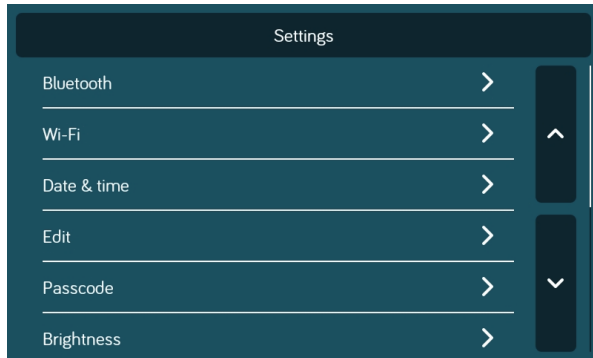 Settings
Bluetooth
Wi-Fi
Date & time
Edit
Passcode
Brightness